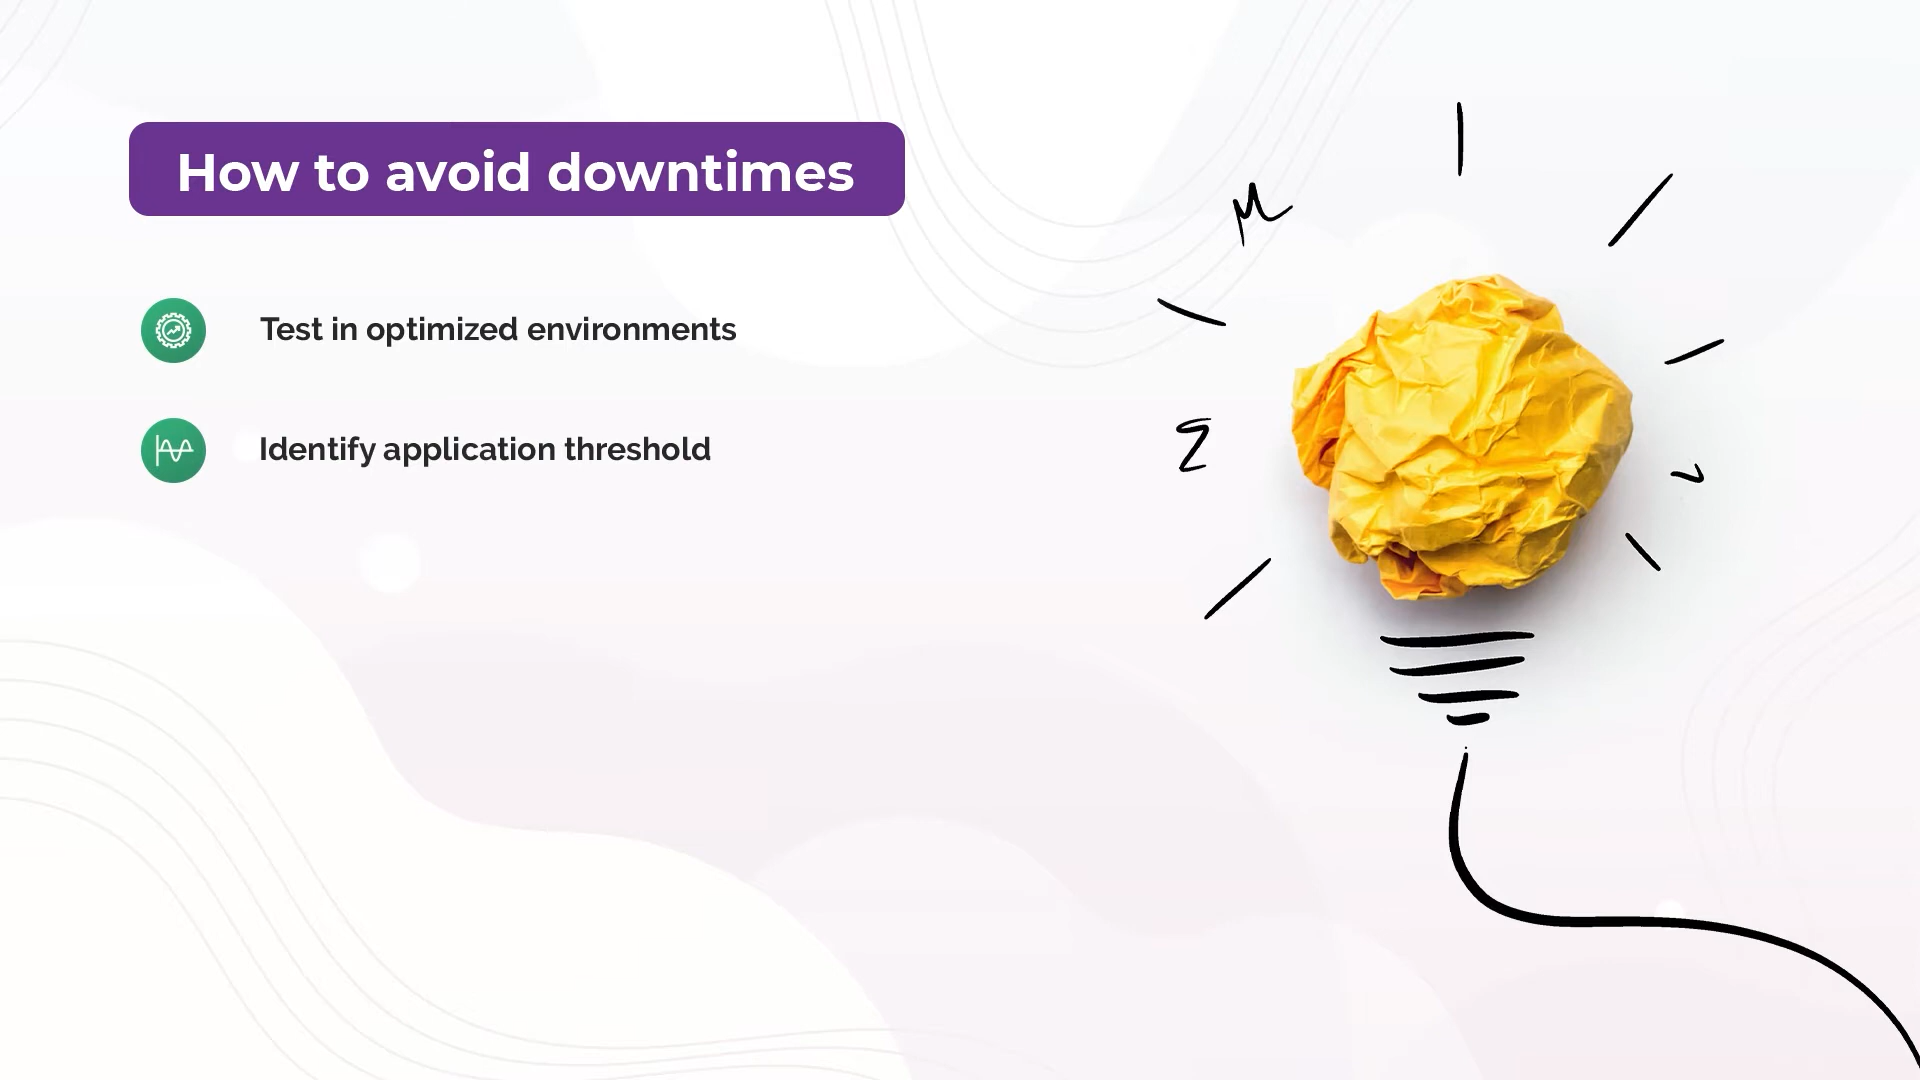 How to avoid downtimes
Test in optimized environments
Identify application threshold